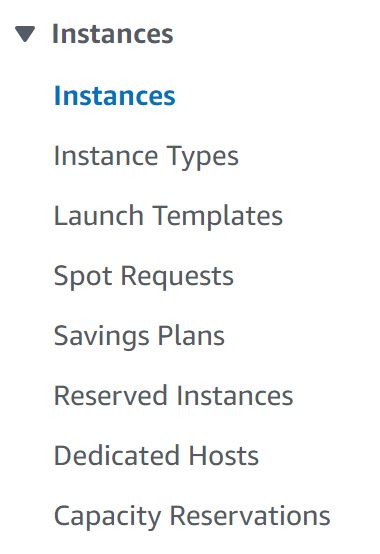 Instances
Instances
Instance Types
Launch Templates
Spot Requests
Savings Plans
Reserved Instances
Dedicated Hosts
Capacity Reservations